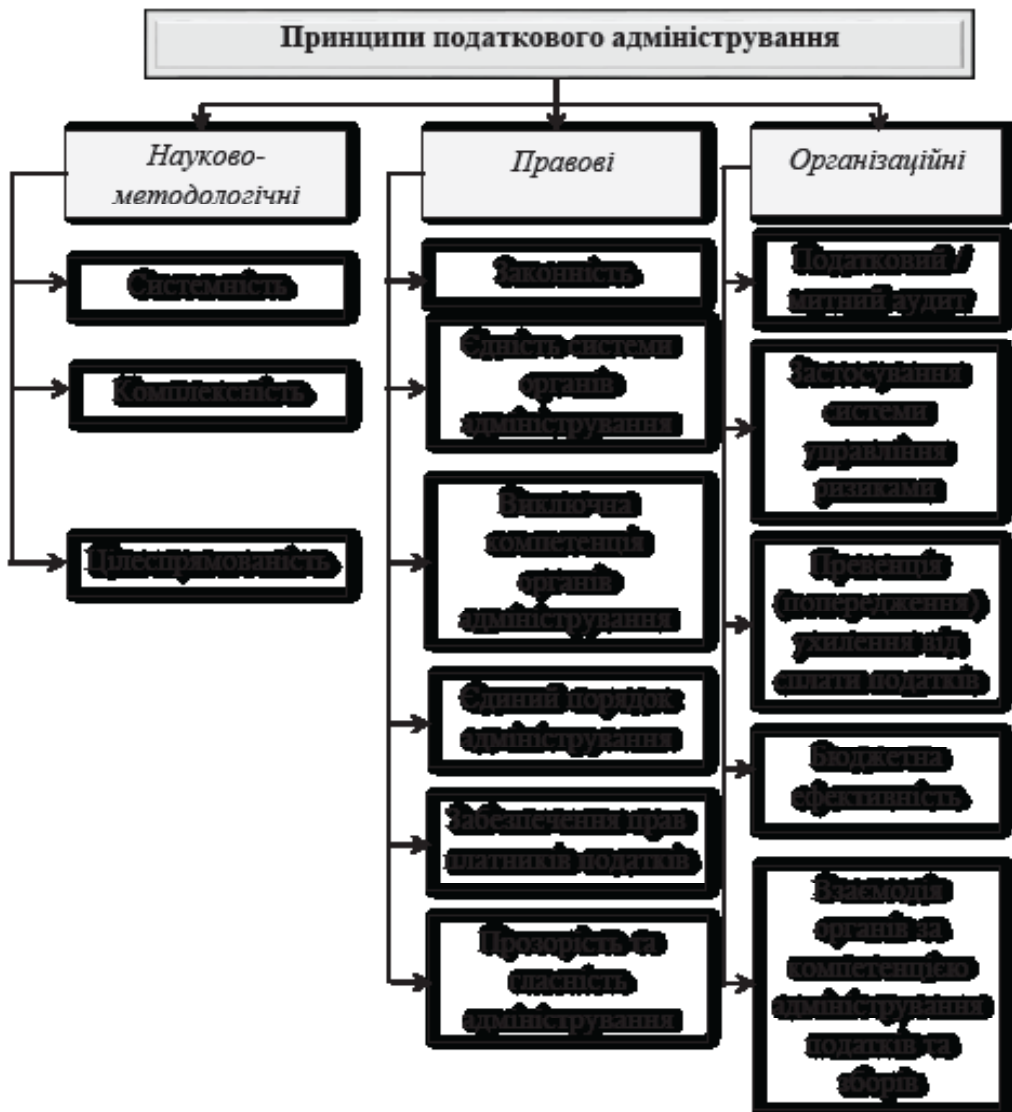 Принципи податкового адміністрування
Науково-
методологічні
Системність
Комплексність
Цілеспрямованість
Правові
Законність
Єдність системи
органів
адміністрування
Виключна
компетенція
органів
адміністрування
Єдиний порядок
адміністрування
Забезпечення прав
платників податків
Прозорість та
гласність
адміністрування
Організаційні
Податковий /
митний аудит
Застосування
системи
управління
ризиками
Превенція
(попередження)
ухилення від
сплати податків
Бюджетна
ефективність
Взаємодія
органів за
компетенцією
адміністрування
податків та
зборів